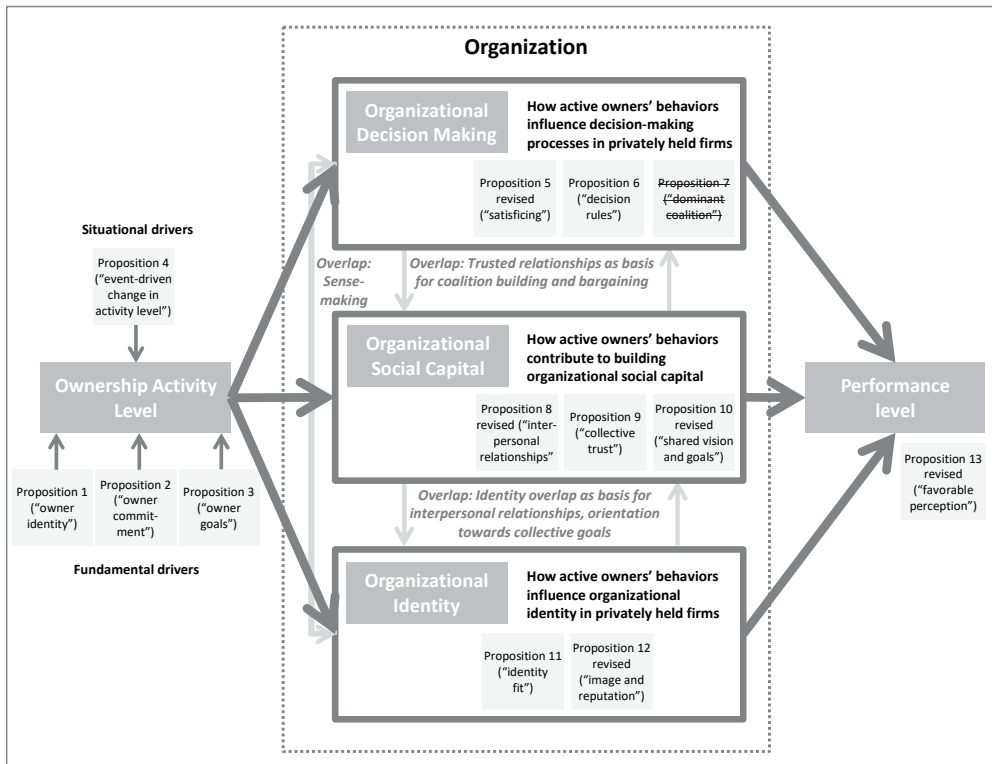 Organization
Organizational
Decision Making
How active owners’ behaviors
influence decision-making
processes in privately held firms
Proposition 5
revised
(“satisficing”)
Proposition 6
(“decision
rules”)
Proposition 7
(“dominant
coalition”)
Situational drivers
Proposition 4
(“event-driven
change in
activity level”)
Overlap:
Sense-
making
Overlap: Trusted relationships as basis
for coalition building and bargaining
Ownership Activity
Level
Organizational
Social Capital
How active owners’ behaviors
contribute to building
organizational social capital
Proposition 8
revised (“inter-
personal
relationships”
Proposition 9
(“collective
trust”)
Proposition 10
revised
(“shared vision
and goals”)
Performance
level
Proposition 13
revised
(“favorable
perception”)
Proposition 1
(“owner
identity”)
Proposition 2
(“owner
commit-
ment”)
Proposition 3
(“owner
goals”)
Fundamental drivers
Overlap: Identity overlap as basis for
interpersonal relationships, orientation
towards collective goals
Organizational
Identity
How active owners’ behaviors
influence organizational
identity in privately held firms
Proposition 11
(“identity
fit”)
Proposition 12
revised
(“image and
reputation”)